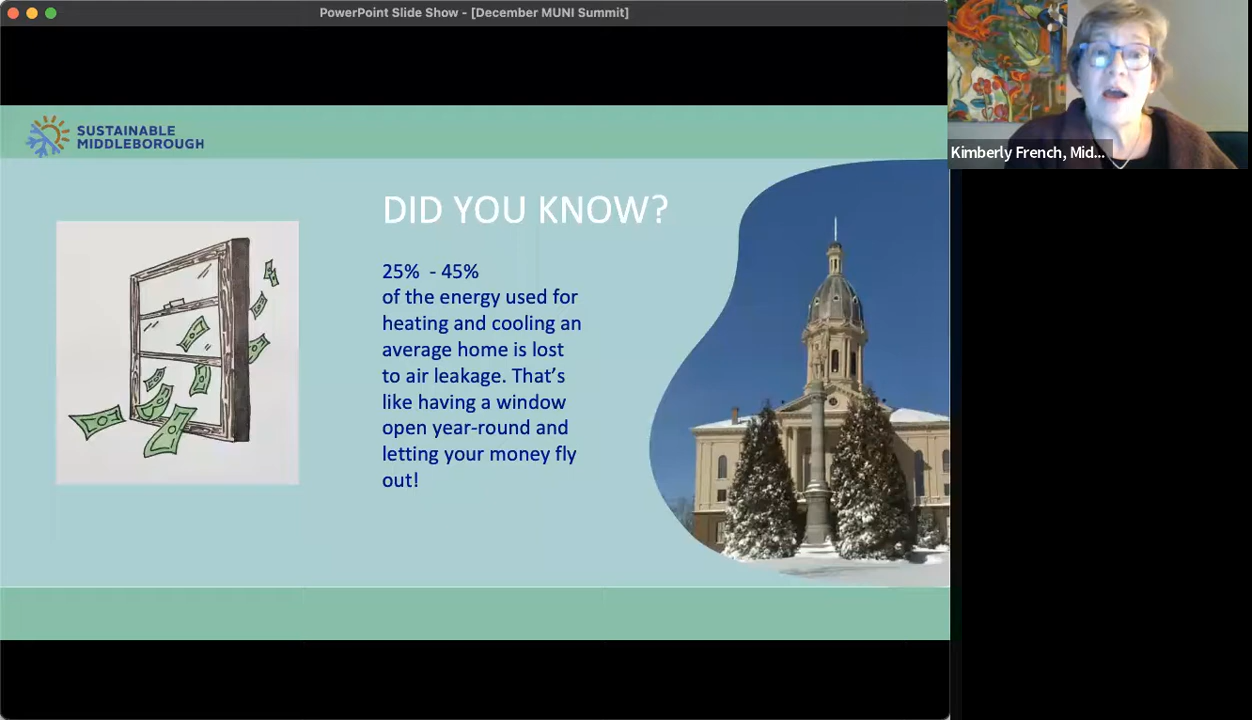 PowerPoint Slide Show - [December MUNI Summit]
SUSTAINABLE
MIDDLEBOROUGH
DID YOU KNOW?
25%  - 45%
of the energy used for
heating and cooling an
average home is lost
to air leakage. That’s
like having a window
open year-round and
letting your money fly
out!
Kimberly French, Mid...